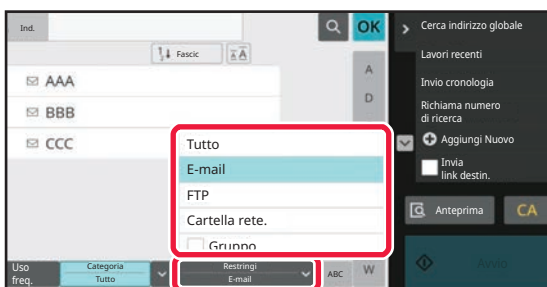 Ind.
OK
Fascic
AAA
BBB
CCC
A
D
W
Tutto
E-mail
FTP
Cartella rete.
Gruppo
Uso
freq.
Categoria
Tutto
Restringi
E-mail
ABC
Cerca indirizzo globale
Lavori recenti
Invio cronologia
Richiama numero
di ricerca
Aggiungi Nuovo
Invia
link destin.
Anteprima
CA
Avvio